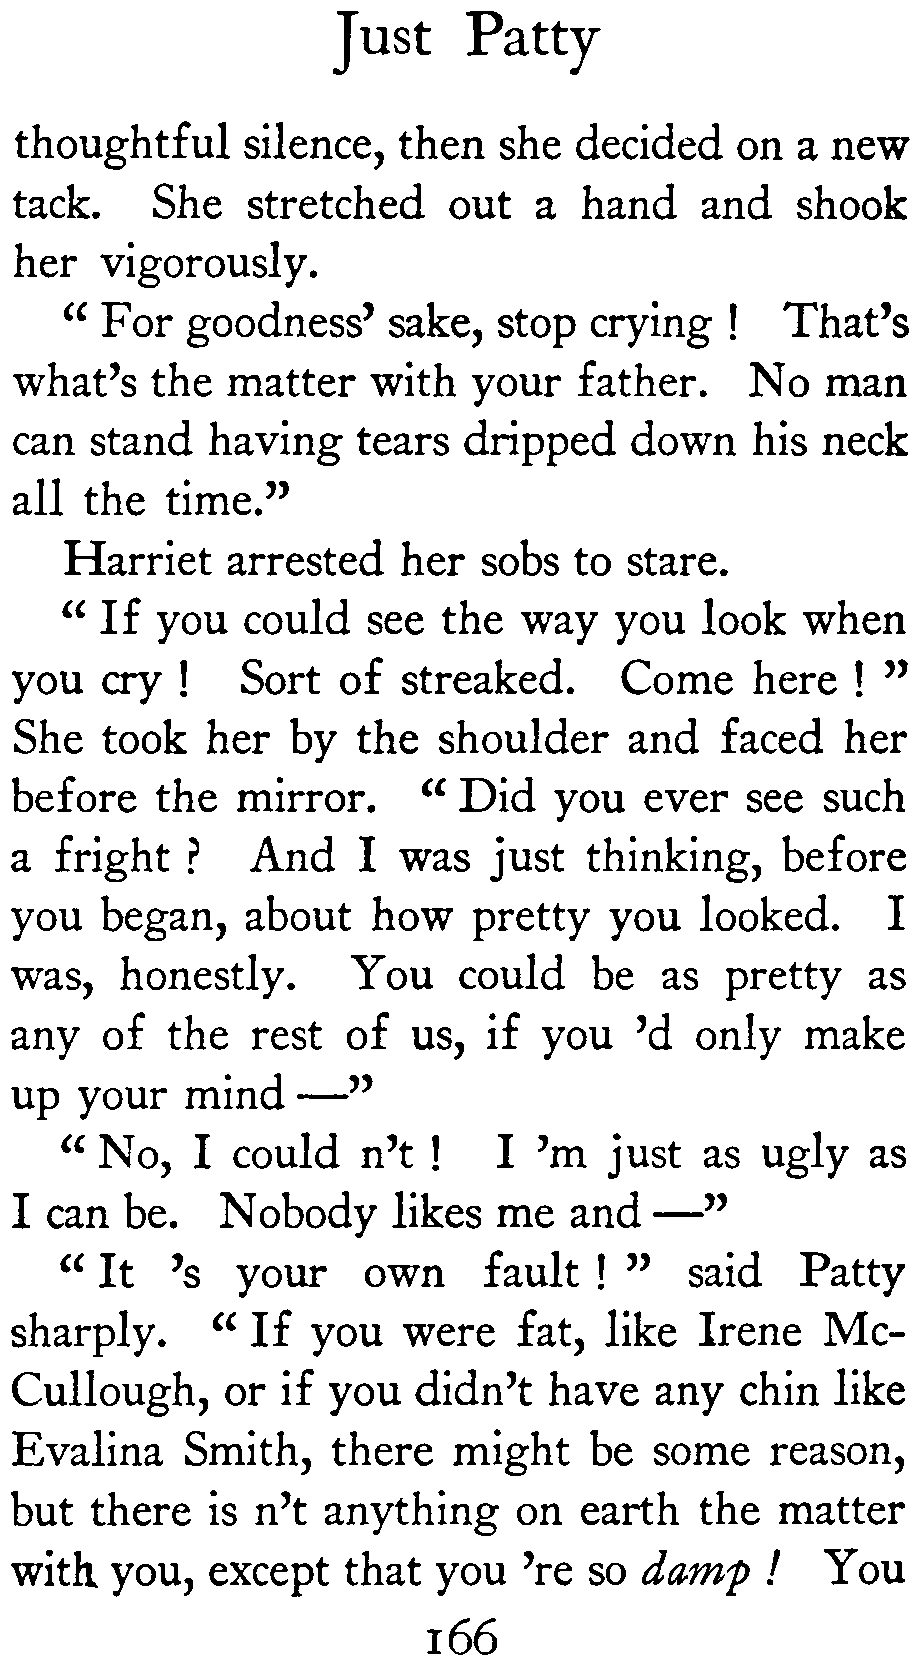 Just Patty
thoughtful silence, then she decided on a new
tack. She stretched out a hand and shook
her vigorously.
“ For goodness’ sake, stop crying ! That’s
what’s the matter with your father. No man
can stand having tears dripped down his neck
all the time.”
Harriet arrested her sobs to stare.
“ If you could see the way you look when
you cry ! Sort of streaked. Come here ! ”
She took her by the shoulder and faced her
before the mirror. “ Did you ever see such
a fright ? And I was just thinking, before
you began, about how pretty you looked. I
was, honestly. You could be as pretty as
any of the rest of us, if you ’d only make
up your mind —”
“ No, I could n’t ! I ’m just as ugly as
I can be. Nobody likes me and —”
“ It ’s your own fault ! ” said Patty
sharply. “ If you were fat, like Irene Mc-
Cullough, or if you didn’t have any chin like
Evalina Smith, there might be some reason,
but there is n’t anything on earth the matter
with you, except that you ’re so damp ! You
166